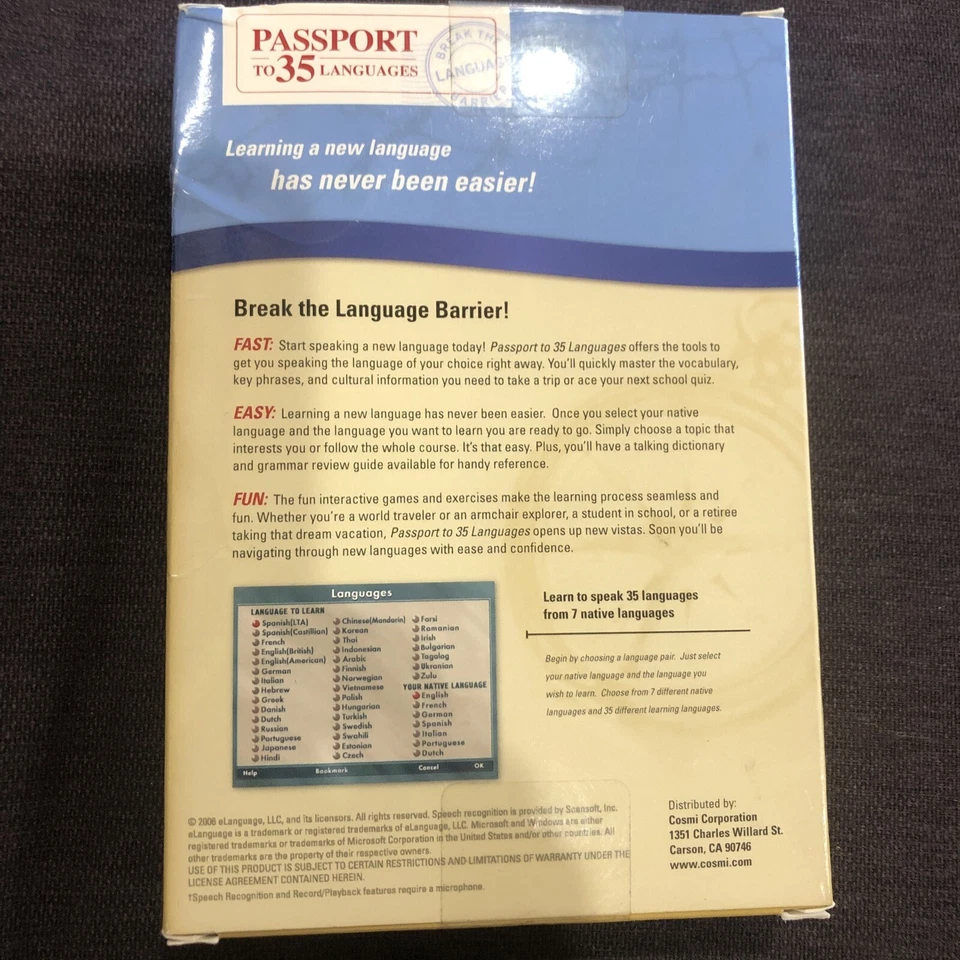 PASSPORT
TO 35 LANGUAGES
BREAK THE
LANGUAGE
BARRIER
Learning a new language
has never been easier!
Break the Language Barrier!
FAST: Start speaking a new language today! Passport to 35 Languages offers the tools to
get you speaking the language of your choice right away. You'll quickly master the vocabulary,
key phrases, and cultural information you need to take a trip or ace your next school quiz.
EASY: Learning a new language has never been easier. Once you select your native
language and the language you want to learn you are ready to go. Simply choose a topic that
interests you or follow the whole course. It's that easy. Plus, you'll have a talking dictionary
and grammar review guide available for handy reference.
FUN: The fun interactive games and exercises make the learning process seamless and
fun. Whether you're a world traveler or an armchair explorer, a student in school, or a retiree
taking that dream vacation, Passport to 35 Languages opens up new vistas. Soon you'll be
navigating through new languages with ease and confidence.
Languages
LANGUAGE TO LEARN
Spanish(LTA)
Spanish(Castillian)
French
English(British)
English(American)
German
Italian
Hebrew
Greek
Danish
Dutch
Russian
Portuguese
Japanese
Hindi
Chinese(Mandarin)
Korean
Thai
Indonesian
Arabic
Finnish
Norwegian
Vietnamese
Polish
Hungarian
Turkish
Swedish
Swahili
Estonian
Czech
Farsi
Romanian
Irish
Bulgarian
Tagalog
Ukranian
Zulu
YOUR NATIVE LANGUAGE
English
French
German
Spanish
Italian
Portuguese
Dutch
Help Bookmark Cancel OK
Learn to speak 35 languages
from 7 native languages
Begin by choosing a language pair. Just select
your native language and the language you
wish to learn. Choose from 7 different native
languages and 35 different learning languages.
© 2006 eLanguage, LLC, and its licensors. All rights reserved. Speech recognition is provided by Scansoft, Inc.
eLanguage is a trademark or registered trademarks of eLanguage, LLC. Microsoft and Windows are either
registered trademarks or trademarks of Microsoft Corporation in the United States and/or other countries. All
other trademarks are the property of their respective owners.
USE OF THIS PRODUCT IS SUBJECT TO CERTAIN RESTRICTIONS AND LIMITATIONS OF WARRANTY UNDER THE
LICENSE AGREEMENT CONTAINED HEREIN.
†Speech Recognition and Record/Playback features require a microphone.
Distributed by:
Cosmi Corporation
1351 Charles Willard St.
Carson, CA 90746
www.cosmi.com